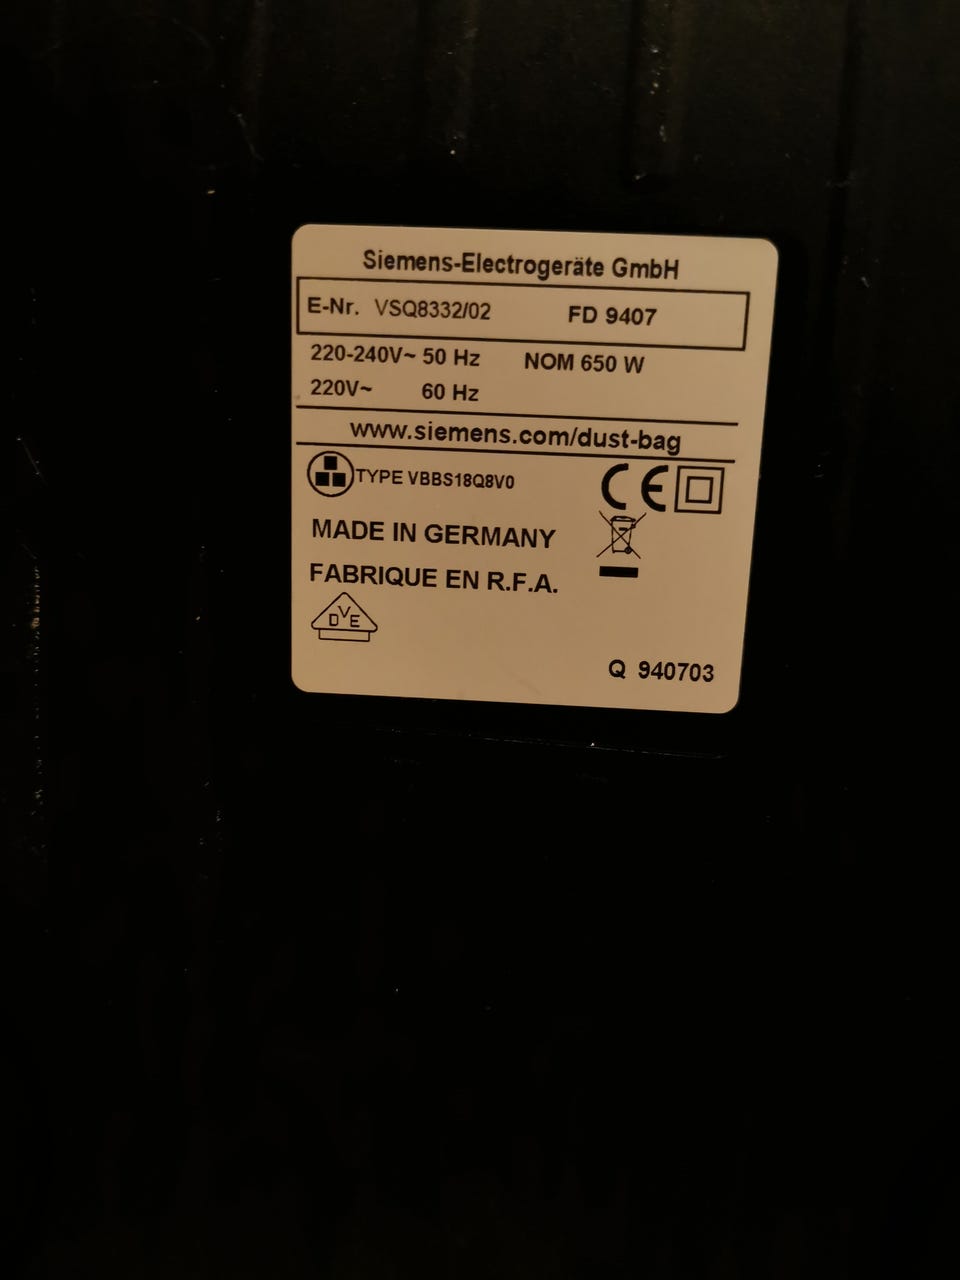 Siemens-Electrogeräte GmbH
E-Nr. VSQ8332/02 FD 9407
220-240V~ 50 Hz NOM 650 W
220V~ 60 Hz
www.siemens.com/dust-bag
TYPE VBBS18Q8V0 CE
MADE IN GERMANY
FABRIQUE EN R.F.A.
DVE
Q 940703